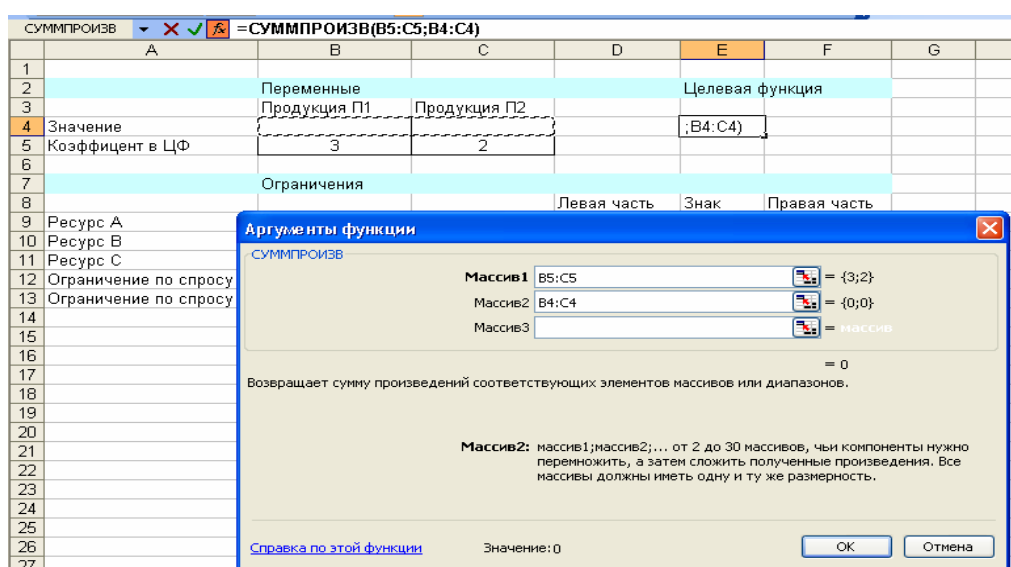 СУММПРОИЗВ =СУММПРОИЗВ(B5:C5;B4:C4)
A B C D E F G
1
2 Переменные Целевая функция
3 Продукция П1 Продукция П2
4 Значение ;B4:C4)
5 Коэффицент в ЦФ 3 2
6
7 Ограничения
8 Левая часть Знак Правая часть
9 Ресурс А
10 Ресурс В
11 Ресурс С
12 Ограничение по спросу
13 Ограничение по спросу
14
15
16
17
18
19
20
21
22
23
24
25
26
27
Аргументы функции
СУММПРОИЗВ
Массив1 B5:C5 = {3;2}
Массив2 B4:C4 = {0;0}
Массив3 = массив
= 0
Возвращает сумму произведений соответствующих элементов массивов или диапазонов.
Массив2: массив1;массив2;... от 2 до 30 массивов, чьи компоненты нужно
перемножить, а затем сложить полученные произведения. Все
массивы должны иметь одну и ту же размерность.
Справка по этой функции Значение:0 ОК Отмена